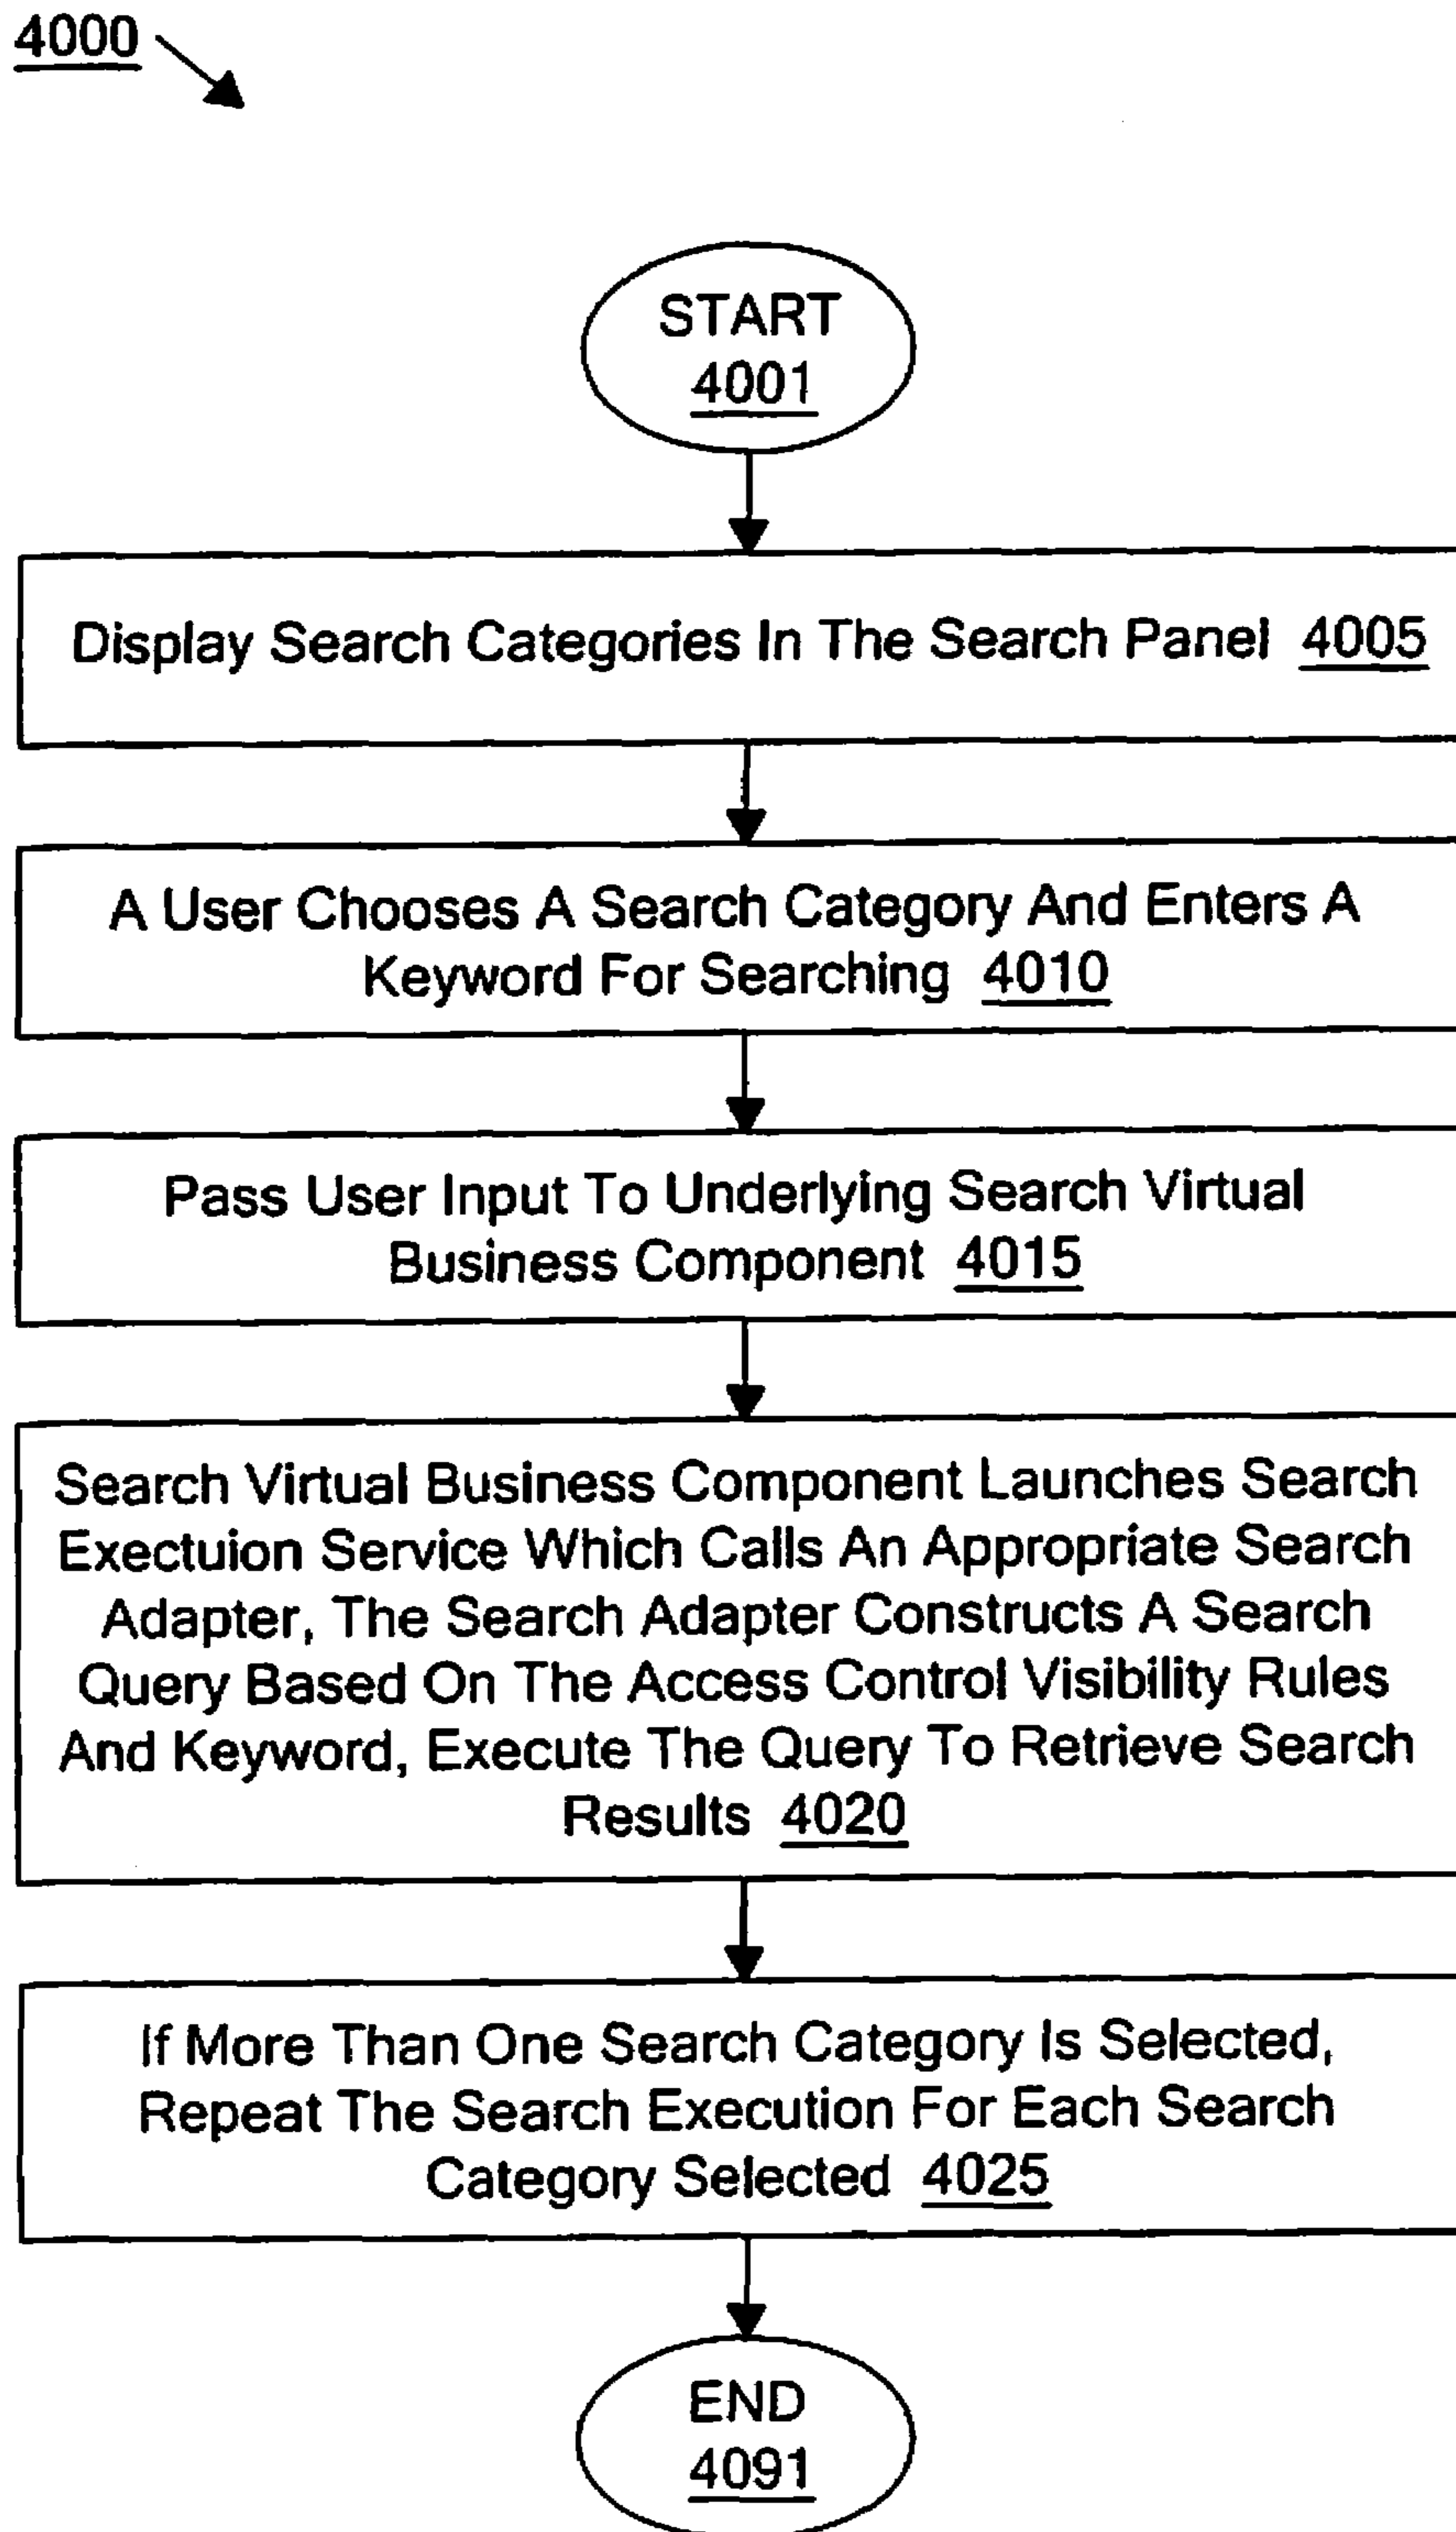 4000
START
4001
Display Search Categories In The Search Panel 4005
A User Chooses A Search Category And Enters A
Keyword For Searching 4010
Pass User Input To Underlying Search Virtual
Business Component 4015
Search Virtual Business Component Launches Search
Exectuion Service Which Calls An Appropriate Search
Adapter, The Search Adapter Constructs A Search
Query Based On The Access Control Visibility Rules
And Keyword, Execute The Query To Retrieve Search
Results 4020
If More Than One Search Category Is Selected,
Repeat The Search Execution For Each Search
Category Selected 4025
END
4091